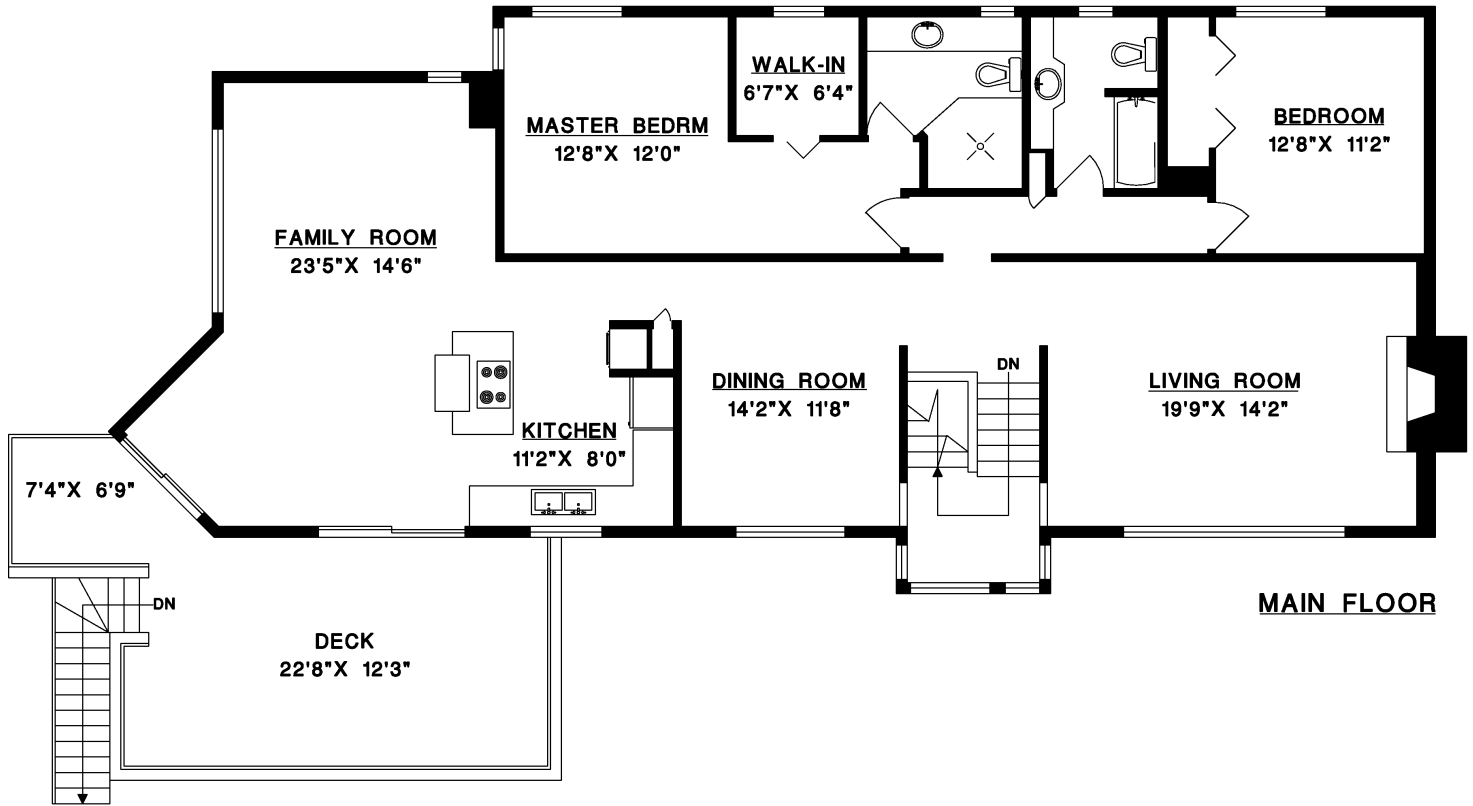 WALK-IN
6'7"X 6'4"
MASTER BEDRM
12'8"X 12'0"
BEDROOM
12'8"X 11'2"
FAMILY ROOM
23'5"X 14'6"
DN
DINING ROOM
14'2"X 11'8"
LIVING ROOM
19'9"X 14'2"
KITCHEN
11'2"X 8'0"
7'4"X 6'9"
DN
MAIN FLOOR
DECK
22'8"X 12'3"